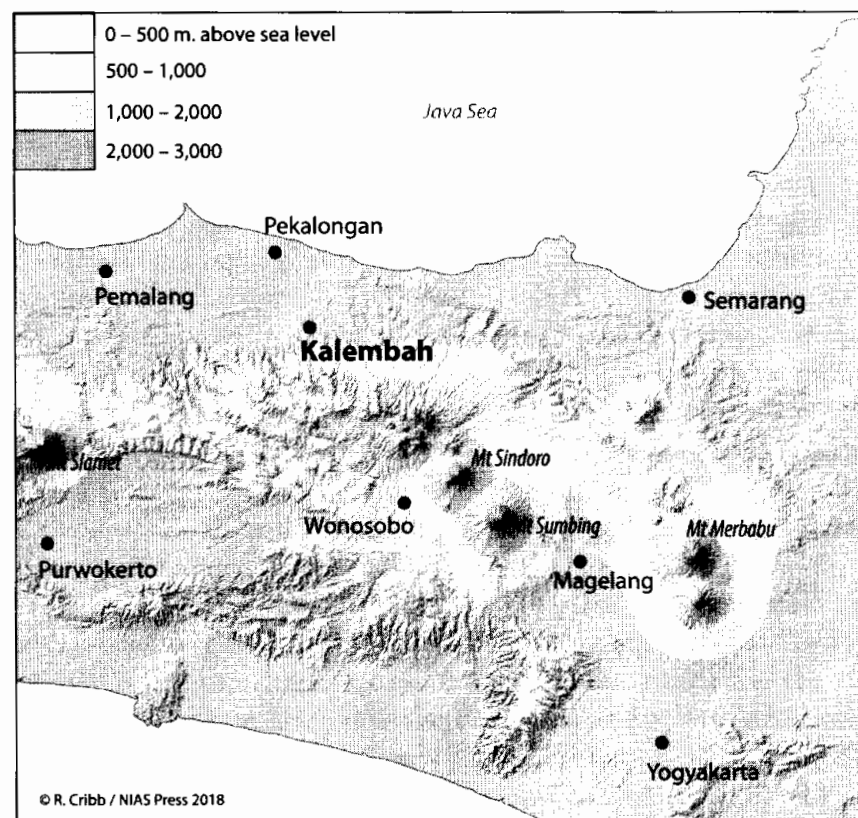 0 – 500 m. above sea level
500 – 1,000
1,000 – 2,000
2,000 – 3,000
Java Sea
Pekalongan
Pemalang
Semarang
Kalembah
Mt Sindoro
Slamet
Wonosobo
Mt Sumbing
Mt Merbabu
Purwokerto
Magelang
Yogyakarta
© R. Cribb / NIAS Press 2018